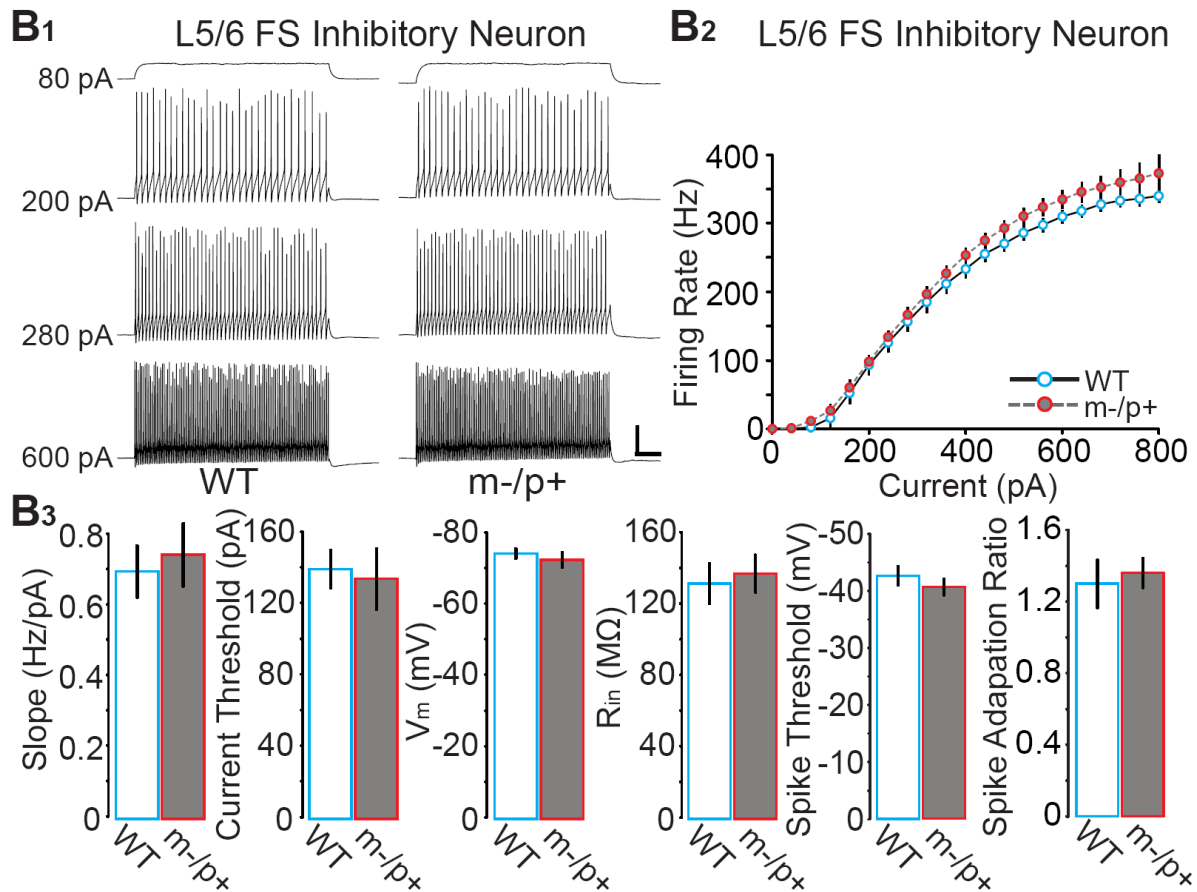 B1 L5/6 FS Inhibitory Neuron
80 pA
200 pA
280 pA
600 pA
WT m-/p+
B2 L5/6 FS Inhibitory Neuron
Firing Rate (Hz)
400
300
200
100
0
0 200 400 600 800
Current (pA)
WT
m-/p+
B3
Slope (Hz/pA)
0.8
0.6
0.4
0.2
0
WT m-/p+
Current Threshold (pA)
160
120
80
40
0
WT m-/p+
Vm (mV)
-80
-60
-40
-20
0
WT m-/p+
Rin (MΩ)
160
120
80
40
0
WT m-/p+
Spike Threshold (mV)
-50
-40
-30
-20
-10
0
WT m-/p+
Spike Adapation Ratio
1.6
1.2
0.8
0.4
0
WT m-/p+